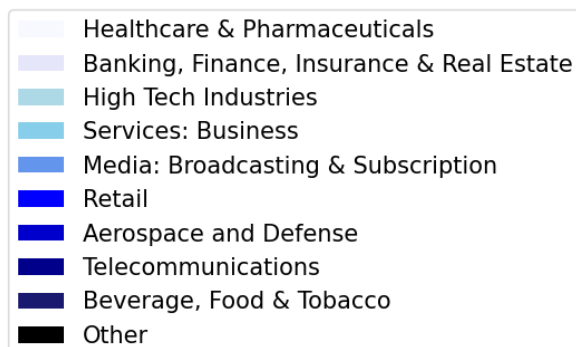 Healthcare & Pharmaceuticals
Banking, Finance, Insurance & Real Estate
High Tech Industries
Services: Business
Media: Broadcasting & Subscription
Retail
Aerospace and Defense
Telecommunications
Beverage, Food & Tobacco
Other